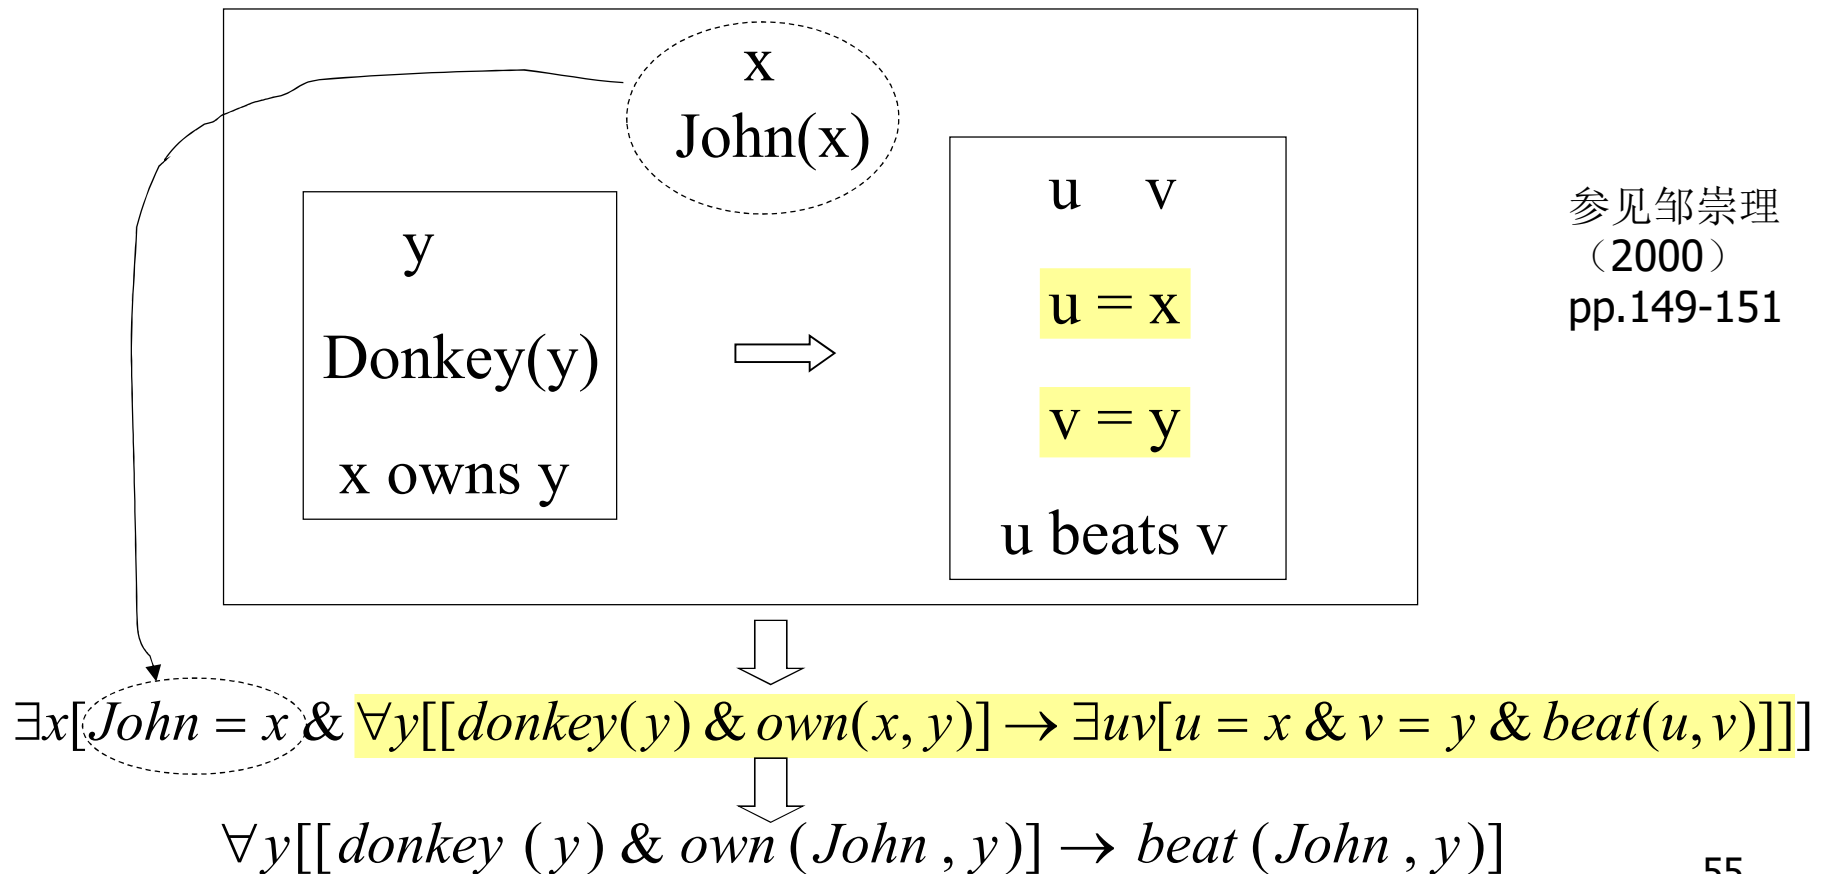 x
John(x)
y
Donkey(y)
x owns y
u v
u = x
v = y
u beats v
参见邹崇理
（2000）
pp.149-151
∃x[John = x & ∀y[[donkey(y) & own(x, y)] → ∃uv[u = x & v = y & beat(u, v)]]]
∀y[[donkey (y) & own (John , y)] → beat (John , y)]
55